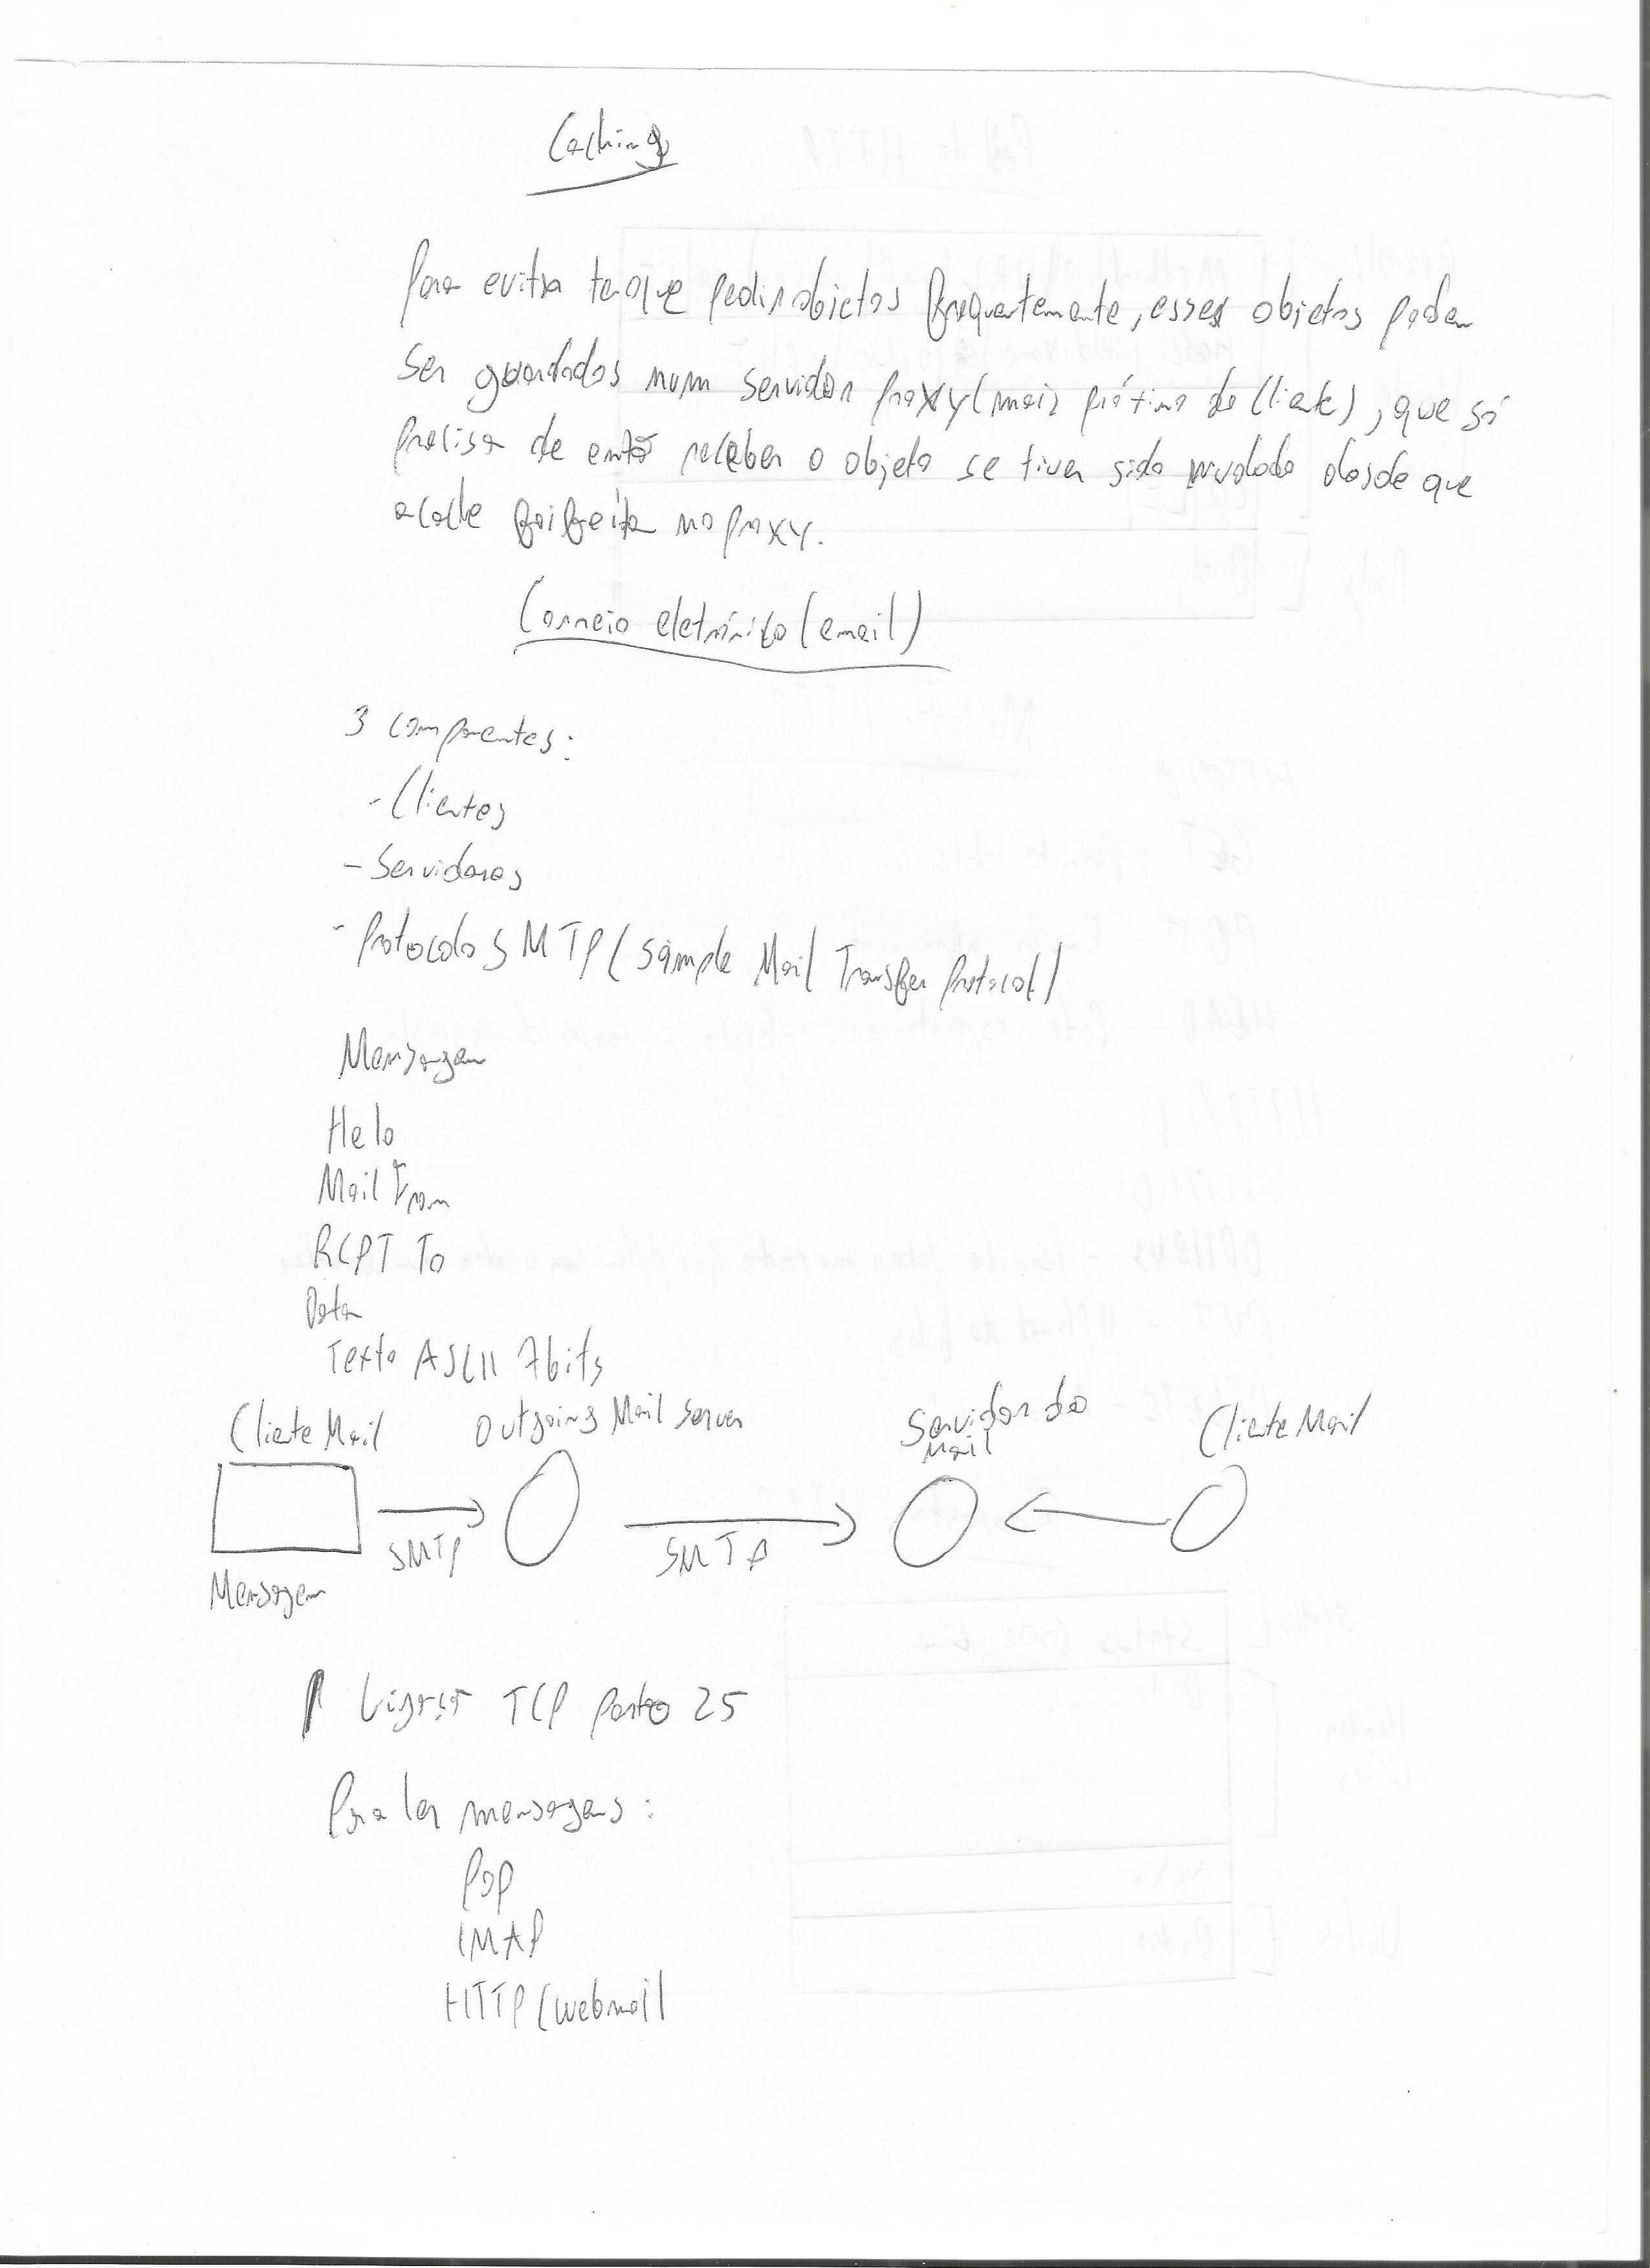 Caching
Para evitar ter que pedir objetos frequentemente, esses objetos podem
ser guardados num servidor proxy (mais próximo do cliente), que só
precisa de então receber o objeto se tiver sido mudado desde que
a cache foi feita no proxy.
Correio eletrónico (email)
3 componentes:
- Clientes
- Servidores
- Protocolo SMTP (Simple Mail Transfer Protocol)
Mensagem
Helo
Mail From
RCPT To
Data
Texto ASCII 7bits
Cliente Mail Outgoing Mail Server Servidor do Mail Cliente Mail
SMTP SMTP
Mensagem
Ligação TCP porto 25
Para ler mensagens:
POP
IMAP
HTTP (webmail